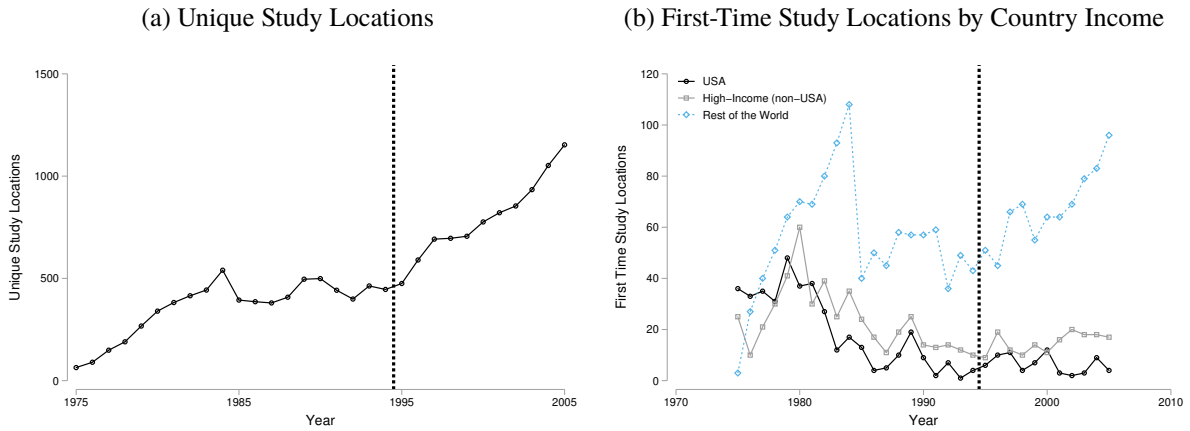 (a) Unique Study Locations
1500
1000
500
0
Unique Study Locations
1975
1985
1995
2005
Year
(b) First-Time Study Locations by Country Income
120
100
80
60
40
20
0
First Time Study Locations
USA
High-Income (non-USA)
Rest of the World
1970
1980
1990
2000
2010
Year